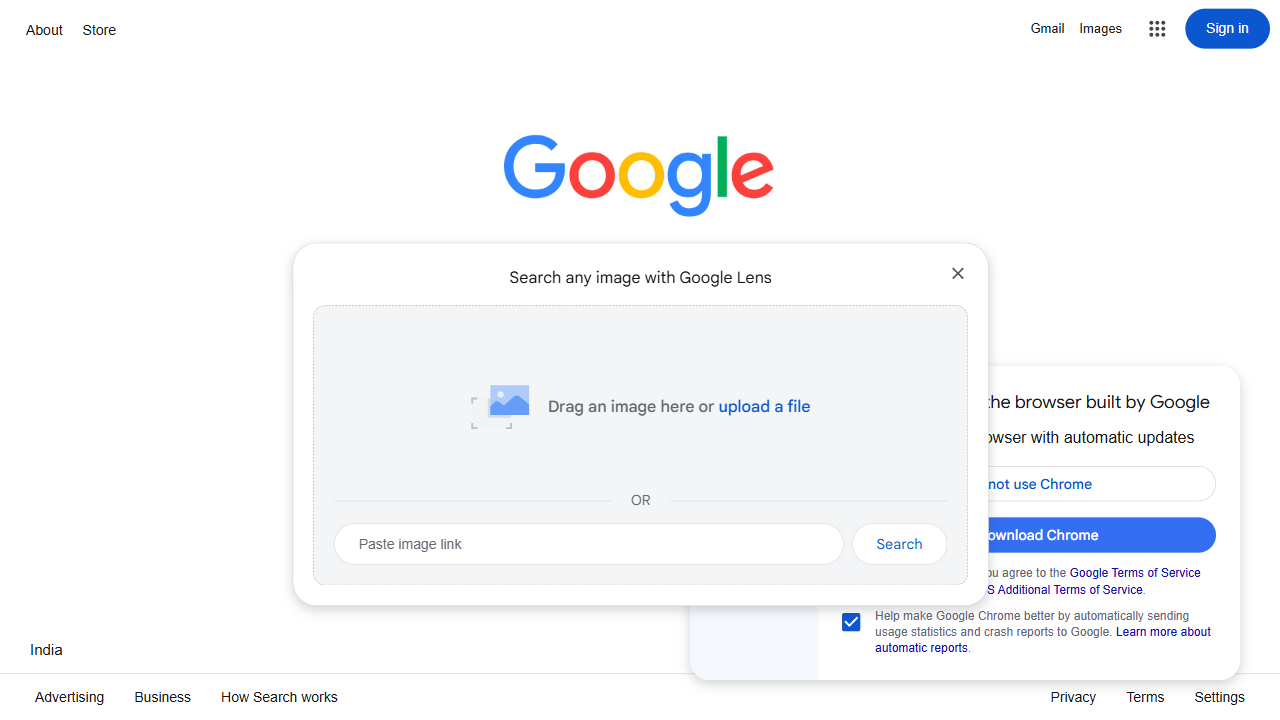 About Store
Gmail Images
Sign in
Google
Search any image with Google Lens
Drag an image here or upload a file
OR
Paste image link
Search
the browser built by Google
with automatic updates
not use Chrome
Chrome
agree to the Google Terms of Service
Additional Terms of Service.
Help make Google Chrome better by automatically sending
usage statistics and crash reports to Google. Learn more about
automatic reports.
India
Advertising Business How Search works
Privacy Terms Settings